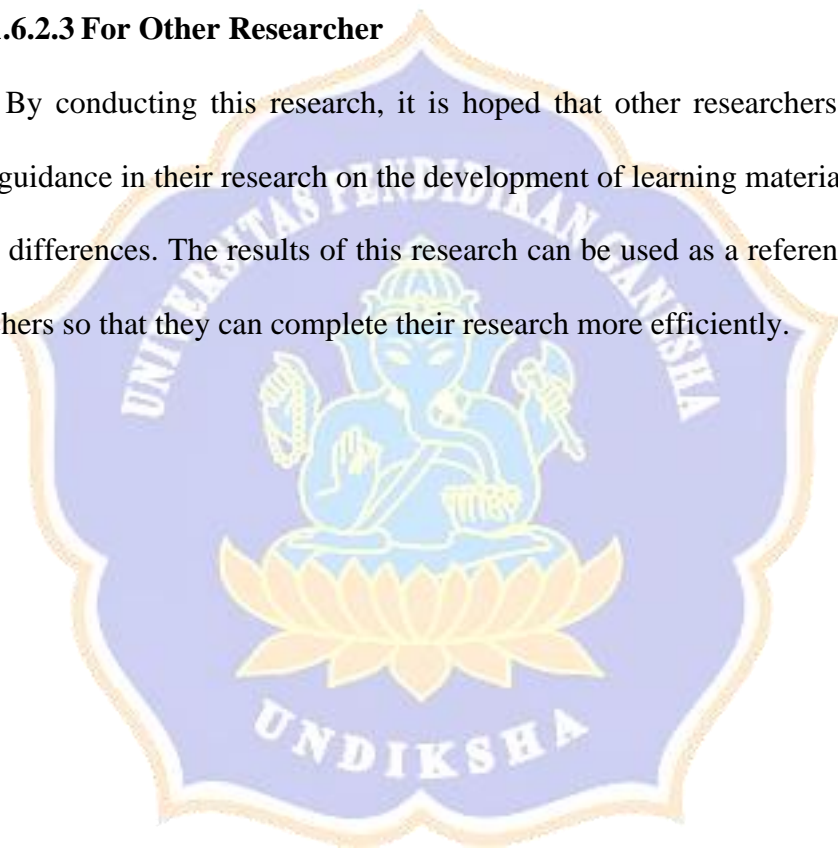 .6.2.3 For Other Researcher
By conducting this research, it is hoped that other researchers
guidance in their research on the development of learning materia
differences. The results of this research can be used as a referen
chers so that they can complete their research more efficiently.
UNIVERSITAS PENDIDIKAN GANESHA
UNDIKSHA